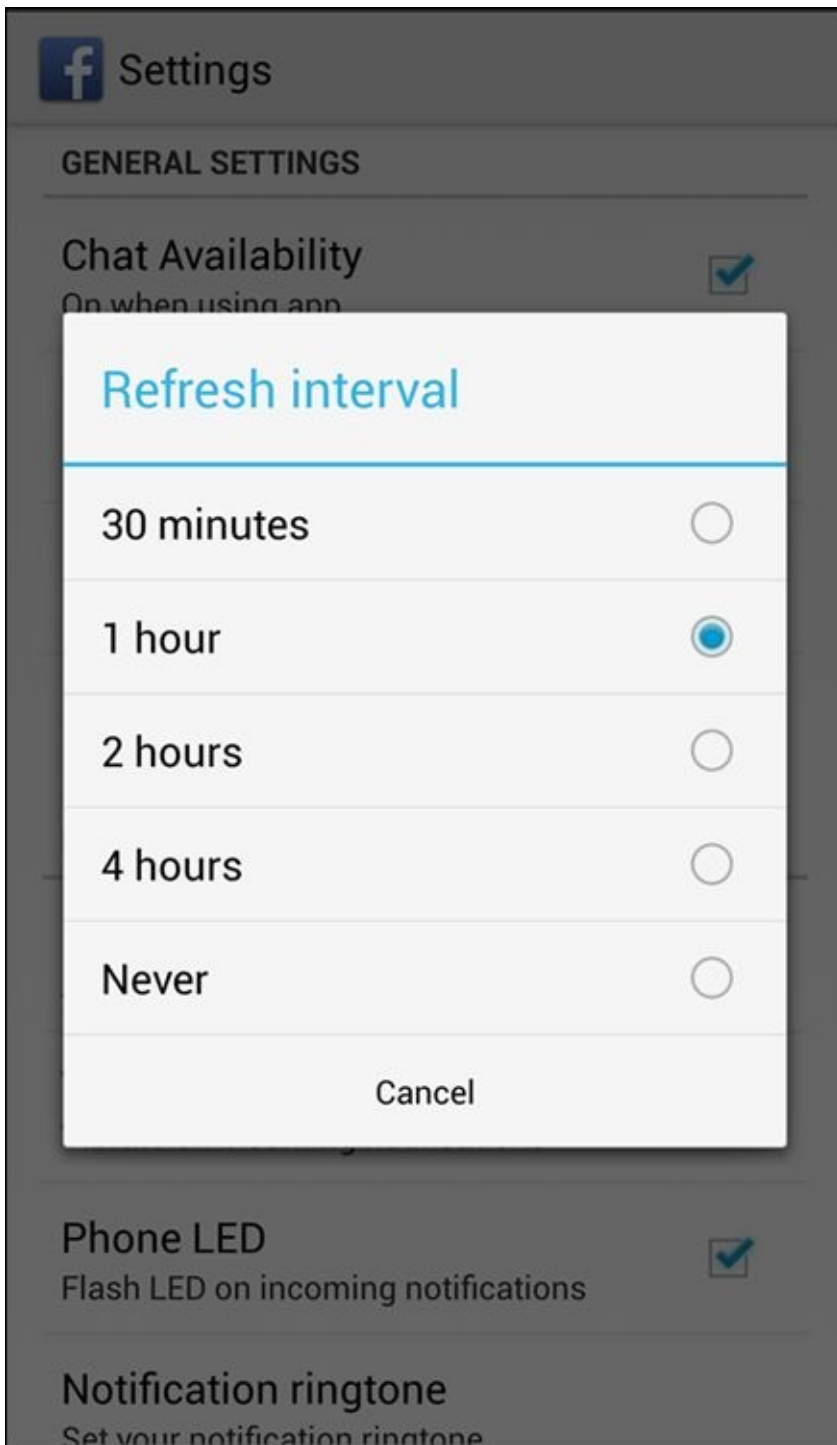 Settings
GENERAL SETTINGS
Chat Availability
On when using app
Refresh interval
30 minutes
1 hour
2 hours
4 hours
Never
Cancel
Phone LED
Flash LED on incoming notifications
Notification ringtone
Set your notification ringtone